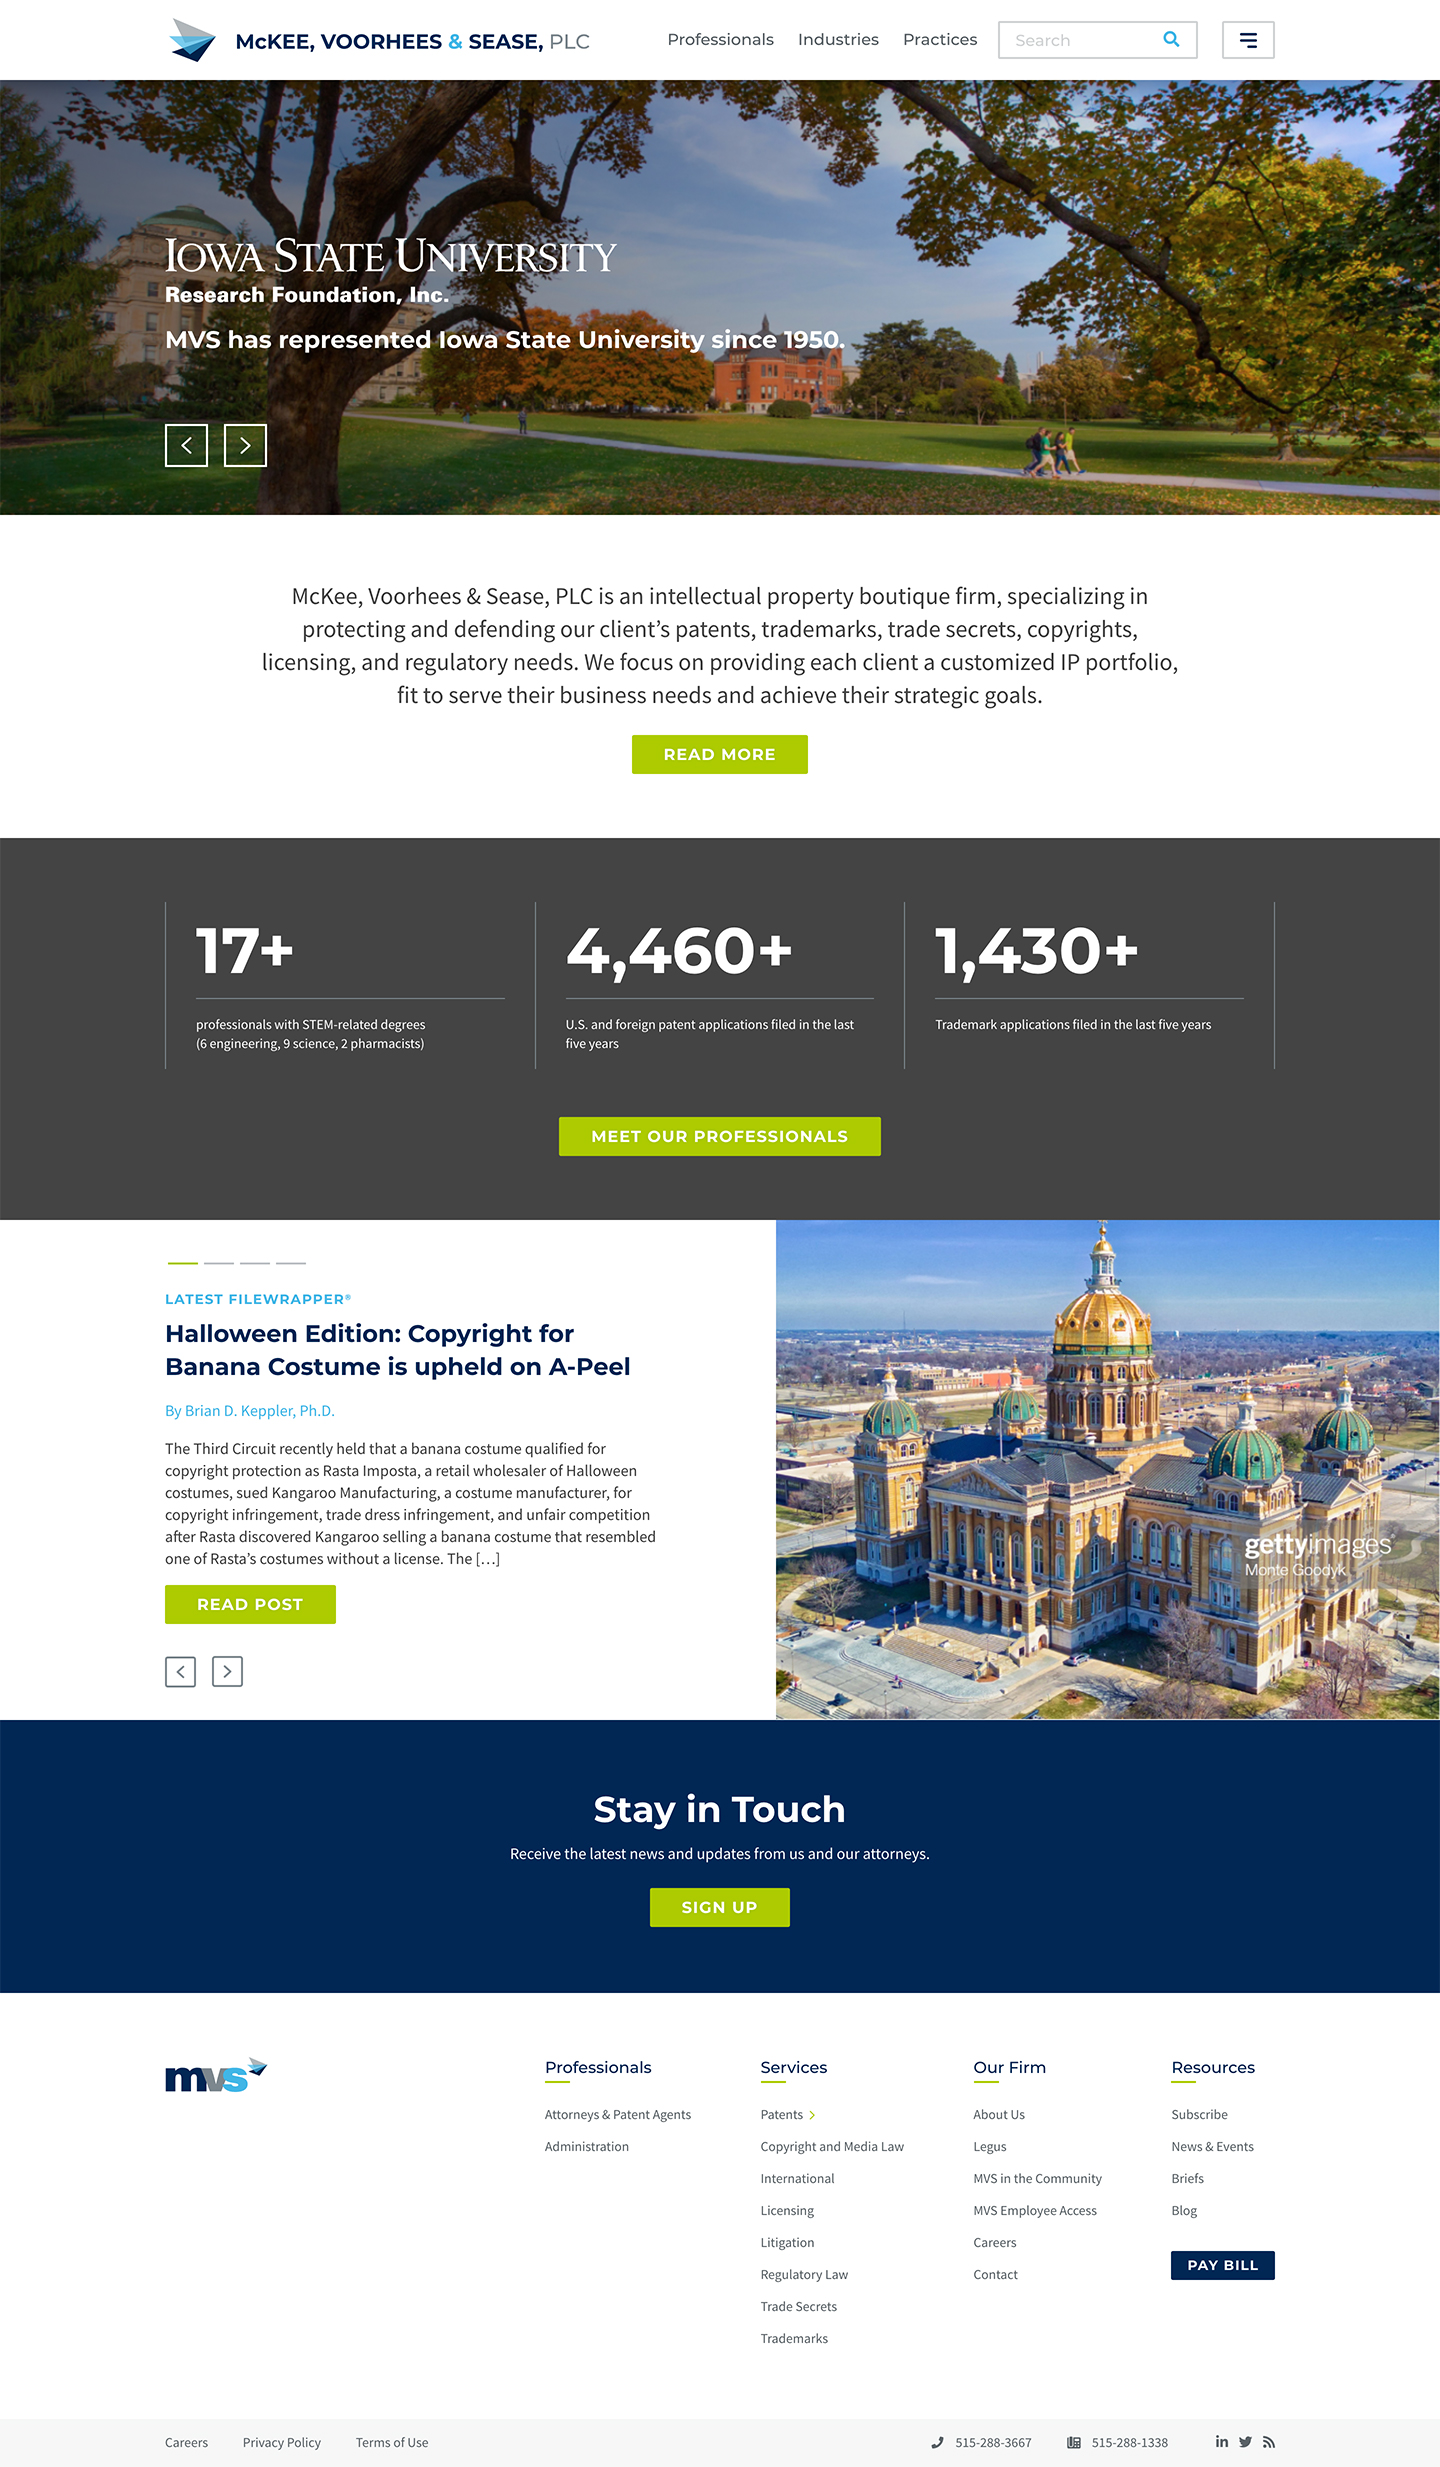 McKEE, VOORHEES & SEASE, PLC
Professionals
Industries
Practices
Search
IOWA STATE UNIVERSITY
Research Foundation, Inc.
MVS has represented Iowa State University since 1950.
McKee, Voorhees & Sease, PLC is an intellectual property boutique firm, specializing in
protecting and defending our client’s patents, trademarks, trade secrets, copyrights,
licensing, and regulatory needs. We focus on providing each client a customized IP portfolio,
fit to serve their business needs and achieve their strategic goals.
READ MORE
17+
professionals with STEM-related degrees
(6 engineering, 9 science, 2 pharmacists)
4,460+
U.S. and foreign patent applications filed in the last
five years
1,430+
Trademark applications filed in the last five years
MEET OUR PROFESSIONALS
LATEST FILEWRAPPER®
Halloween Edition: Copyright for
Banana Costume is upheld on A-Peel
By Brian D. Keppler, Ph.D.
The Third Circuit recently held that a banana costume qualified for
copyright protection as Rasta Imposta, a retail wholesaler of Halloween
costumes, sued Kangaroo Manufacturing, a costume manufacturer, for
copyright infringement, trade dress infringement, and unfair competition
after Rasta discovered Kangaroo selling a banana costume that resembled
one of Rasta’s costumes without a license. The […]
READ POST
gettyimages
Monte Goodyk
Stay in Touch
Receive the latest news and updates from us and our attorneys.
SIGN UP
mvs
Professionals
Attorneys & Patent Agents
Administration
Services
Patents
Copyright and Media Law
International
Licensing
Litigation
Regulatory Law
Trade Secrets
Trademarks
Our Firm
About Us
Legus
MVS in the Community
MVS Employee Access
Careers
Contact
Resources
Subscribe
News & Events
Briefs
Blog
PAY BILL
Careers
Privacy Policy
Terms of Use
515-288-3667
515-288-1338